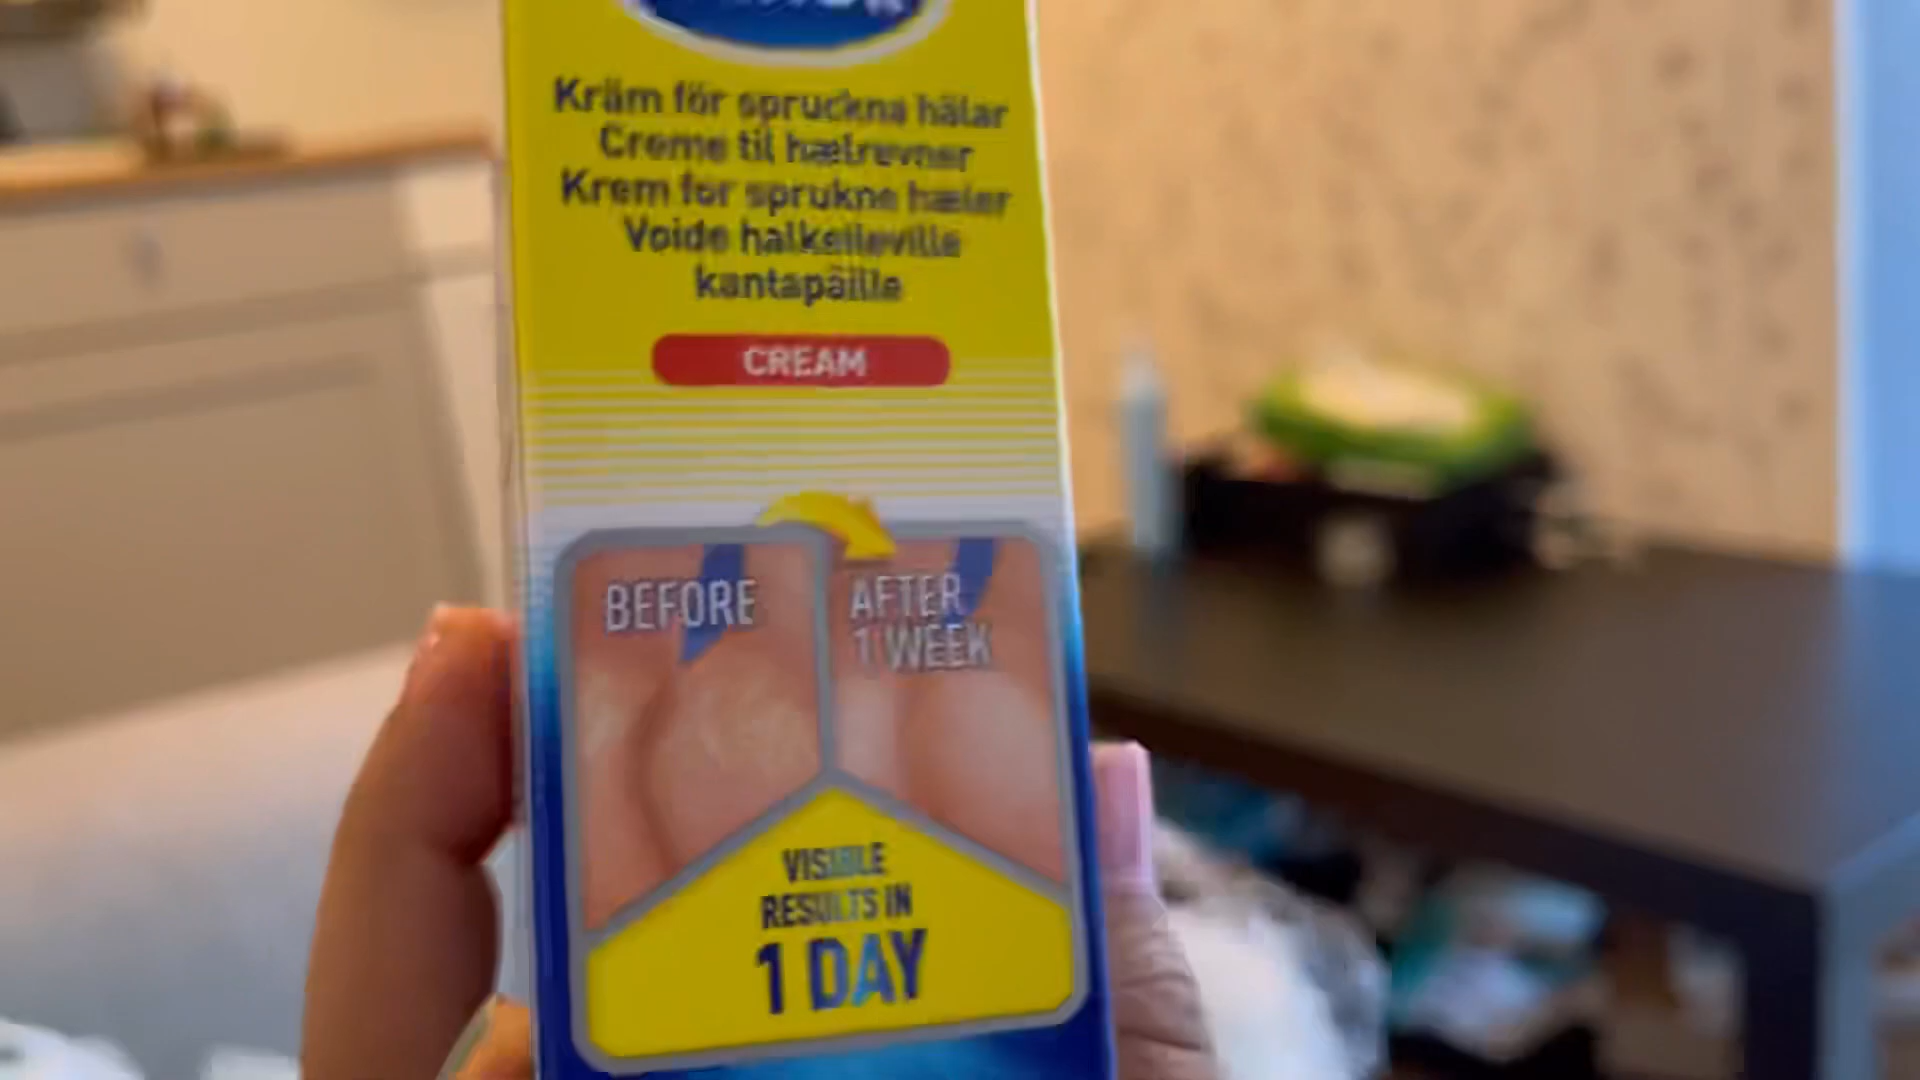 Kräm för spruckna hälar
Creme til hælrevner
Krem for sprukne hæler
Voide halkeileville
kantapäille
CREAM
BEFORE
AFTER
1 WEEK
VISIBLE
RESULTS IN
1 DAY